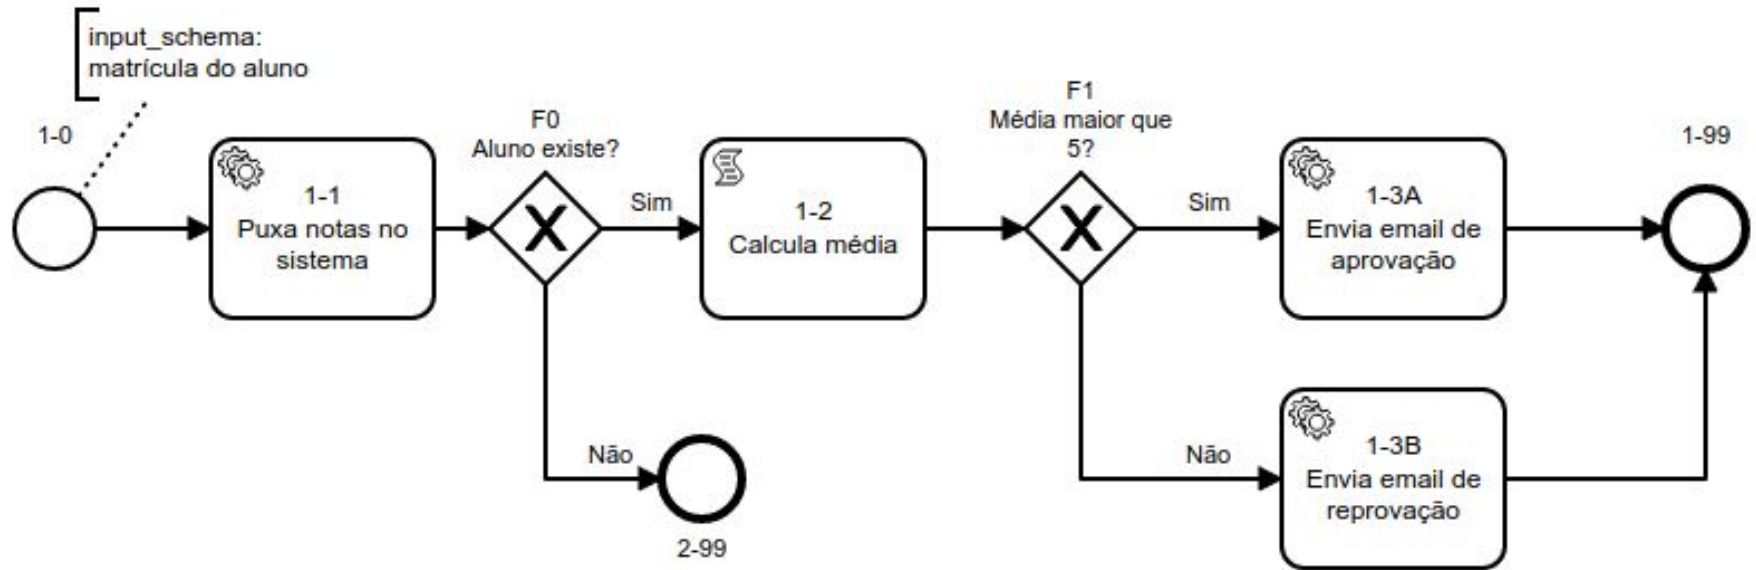 input_schema:
matrícula do aluno
1-0
1-1
Puxa notas no
sistema
F0
Aluno existe?
Sim
Não
2-99
1-2
Calcula média
F1
Média maior que
5?
Sim
Não
1-3A
Envia email de
aprovação
1-3B
Envia email de
reprovação
1-99